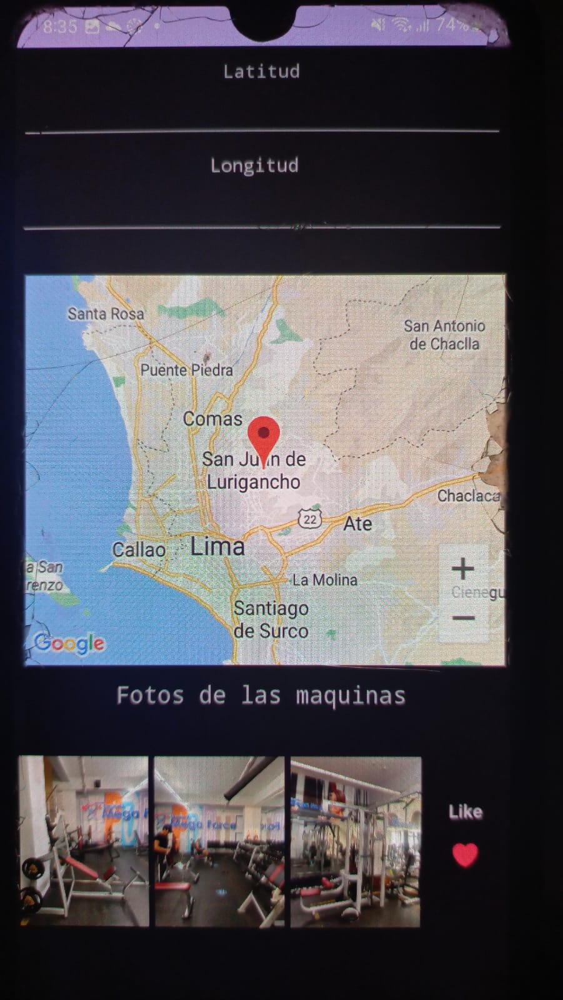 8:35
74%
Latitud
Longitud
Santa Rosa
San Antonio
de Chaclla
Puente Piedra
Comas
San Juan de
Lurigancho
Chaclaca
22
Ate
Callao
Lima
a San
renzo
La Molina
+
Cienegu
Santiago
de Surco
−
Google
Fotos de las maquinas
Mega
Mega Force
Like